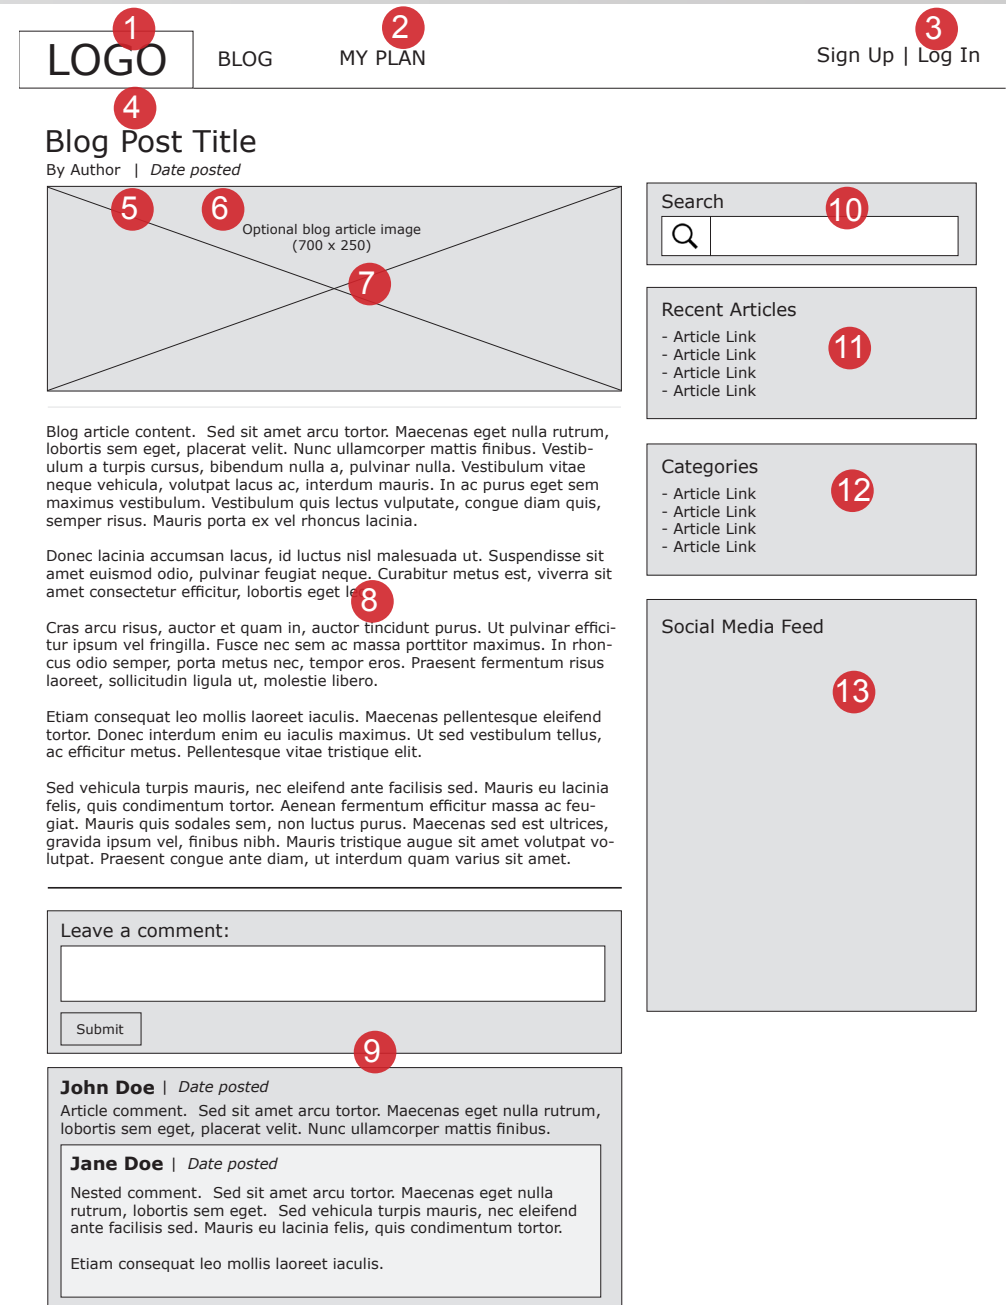 1
2
3
LOGO
BLOG
MY PLAN
Sign Up | Log In
4
Blog Post Title
By Author | Date posted
5
6
Optional blog article image
(700 x 250)
7
Blog article content. Sed sit amet arcu tortor. Maecenas eget nulla rutrum,
lobortis sem eget, placerat velit. Nunc ullamcorper mattis finibus. Vestib-
ulum a turpis cursus, bibendum nulla a, pulvinar nulla. Vestibulum vitae
neque vehicula, volutpat lacus ac, interdum mauris. In ac purus eget sem
maximus vestibulum. Vestibulum quis lectus vulputate, congue diam quis,
semper risus. Mauris porta ex vel rhoncus lacinia.
Donec lacinia accumsan lacus, id luctus nisl malesuada ut. Suspendisse sit
amet euismod odio, pulvinar feugiat neque. Curabitur metus est, viverra sit
amet consectetur efficitur, lobortis eget
8
Cras arcu risus, auctor et quam in, auctor tincidunt purus. Ut pulvinar effici-
tur ipsum vel fringilla. Fusce nec sem ac massa porttitor maximus. In rhon-
cus odio semper, porta metus nec, tempor eros. Praesent fermentum risus
laoreet, sollicitudin ligula ut, molestie libero.
Etiam consequat leo mollis laoreet iaculis. Maecenas pellentesque eleifend
tortor. Donec interdum enim eu iaculis maximus. Ut sed vestibulum tellus,
ac efficitur metus. Pellentesque vitae tristique elit.
Sed vehicula turpis mauris, nec eleifend ante facilisis sed. Mauris eu lacinia
felis, quis condimentum tortor. Aenean fermentum efficitur massa ac feu-
giat. Mauris quis sodales sem, non luctus purus. Maecenas sed est ultrices,
gravida ipsum vel, finibus nibh. Mauris tristique augue sit amet volutpat vo-
lutpat. Praesent congue ante diam, ut interdum quam varius sit amet.
Leave a comment:
Submit
9
John Doe | Date posted
Article comment. Sed sit amet arcu tortor. Maecenas eget nulla rutrum,
lobortis sem eget, placerat velit. Nunc ullamcorper mattis finibus.
Jane Doe | Date posted
Nested comment. Sed sit amet arcu tortor. Maecenas eget nulla
rutrum, lobortis sem eget. Sed vehicula turpis mauris, nec eleifend
ante facilisis sed. Mauris eu lacinia felis, quis condimentum tortor.
Etiam consequat leo mollis laoreet iaculis.
Search
10
Recent Articles
- Article Link
- Article Link
- Article Link
- Article Link
11
Categories
- Article Link
- Article Link
- Article Link
- Article Link
12
Social Media Feed
13